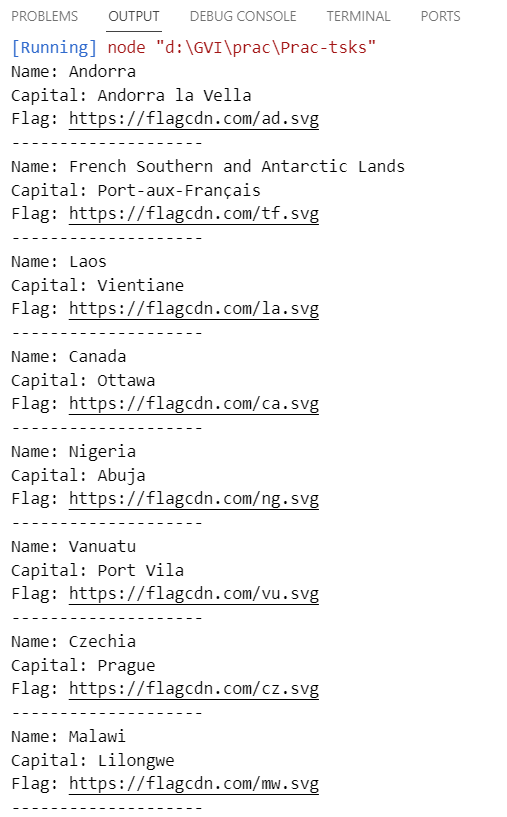 PROBLEMS OUTPUT DEBUG CONSOLE TERMINAL PORTS
[Running] node "d:\GVI\prac\Prac-tsks"
Name: Andorra
Capital: Andorra la Vella
Flag: https://flagcdn.com/ad.svg
--------------------
Name: French Southern and Antarctic Lands
Capital: Port-aux-Français
Flag: https://flagcdn.com/tf.svg
--------------------
Name: Laos
Capital: Vientiane
Flag: https://flagcdn.com/la.svg
--------------------
Name: Canada
Capital: Ottawa
Flag: https://flagcdn.com/ca.svg
--------------------
Name: Nigeria
Capital: Abuja
Flag: https://flagcdn.com/ng.svg
--------------------
Name: Vanuatu
Capital: Port Vila
Flag: https://flagcdn.com/vu.svg
--------------------
Name: Czechia
Capital: Prague
Flag: https://flagcdn.com/cz.svg
--------------------
Name: Malawi
Capital: Lilongwe
Flag: https://flagcdn.com/mw.svg
--------------------